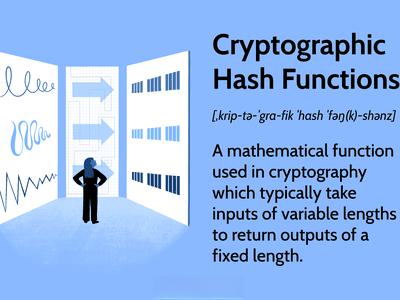 Cryptographic
Hash Functions
[ˌkrip-tə-ˈgra-fik ˈhash ˈfəŋ(k)-shənz]
A mathematical function
used in cryptography
which typically take
inputs of variable lengths
to return outputs of a
fixed length.